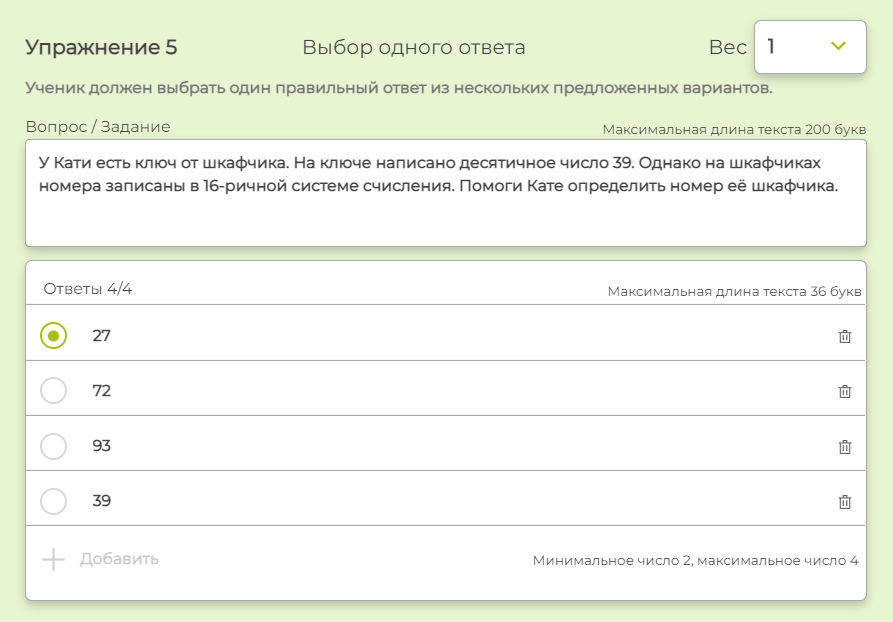 Упражнение 5 Выбор одного ответа Вес 1
Ученик должен выбрать один правильный ответ из нескольких предложенных вариантов.
Вопрос / Задание Максимальная длина текста 200 букв
У Кати есть ключ от шкафчика. На ключе написано десятичное число 39. Однако на шкафчиках
номера записаны в 16-ричной системе счисления. Помоги Кате определить номер её шкафчика.
Ответы 4/4 Максимальная длина текста 36 букв
27
72
93
39
Добавить Минимальное число 2, максимальное число 4